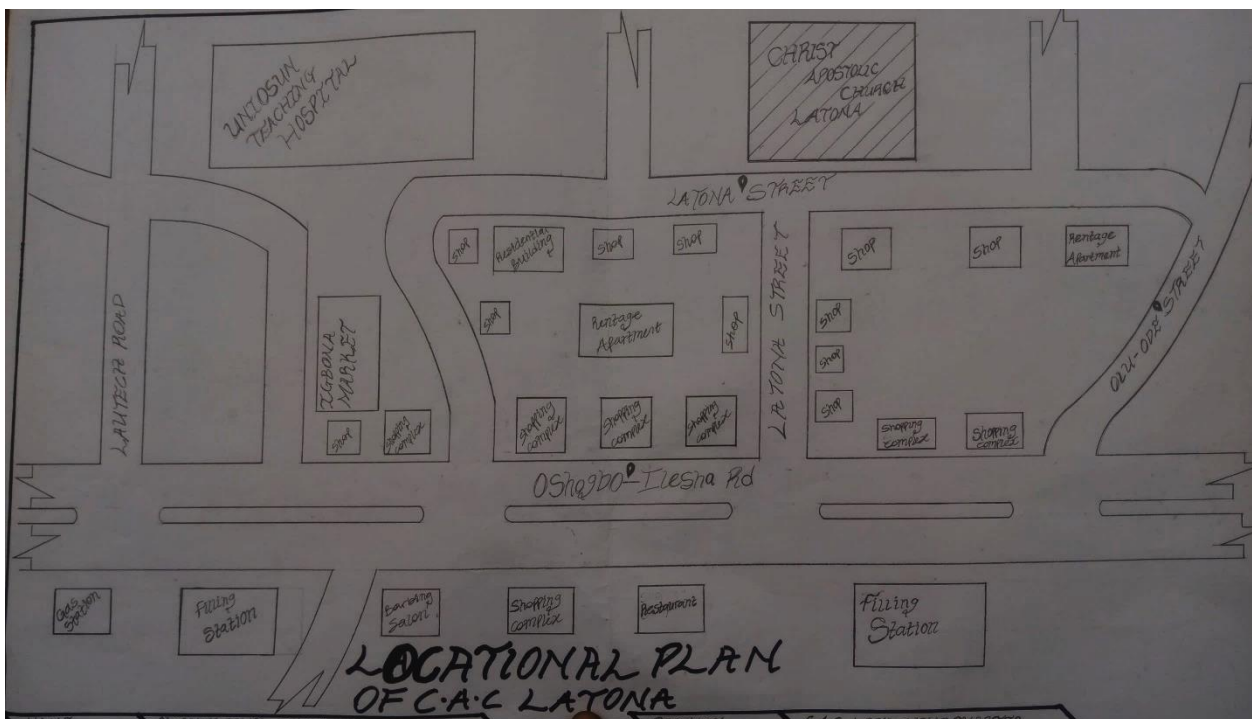 UNIOSUN
TEACHING
HOSPITAL
CHRIST
APOSTOLIC
CHURCH
LATONA
LATONA STREET
Shop
Residential
Building
Shop
Shop
LATONA STREET
Shop
Shop
Rentage
Apartment
LAUTECH ROAD
IGBONA
MARKET
Shop
Rentage
Apartment
Shop
Shop
Shop
Shop
OLU-ODE STREET
Shop
Shopping
complex
Shopping
complex
Shopping
complex
Shopping
complex
Shopping
complex
Shopping
complex
OShogbo-Ilesha Rd
Gas
Station
Filling
Station
Barbing
Salon
Shopping
complex
Restaurant
Filling
Station
LOCATIONAL PLAN
OF C.A.C LATONA